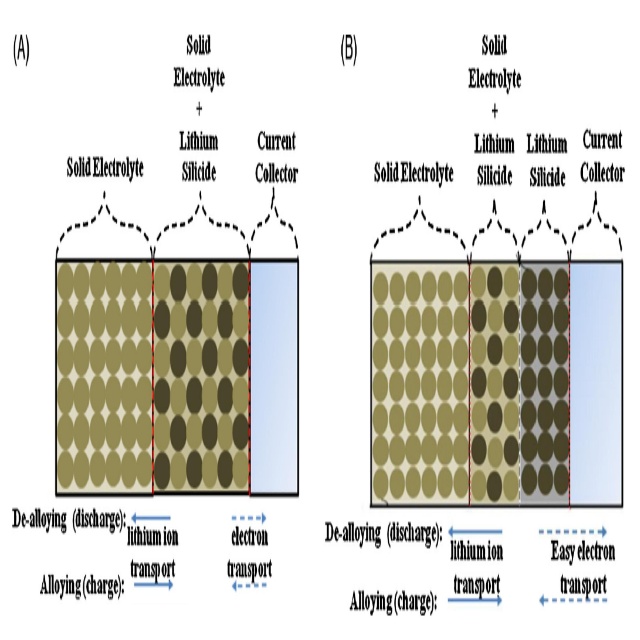 (A)
Solid
Electrolyte
+
Lithium
Silicide
Solid Electrolyte
Current
Collector
De-alloying (discharge):
lithium ion
transport
electron
transport
Alloying (charge):
(B)
Solid
Electrolyte
+
Lithium
Silicide
Solid Electrolyte
Lithium
Silicide
Current
Collector
De-alloying (discharge):
lithium ion
transport
Easy electron
transport
Alloying (charge):